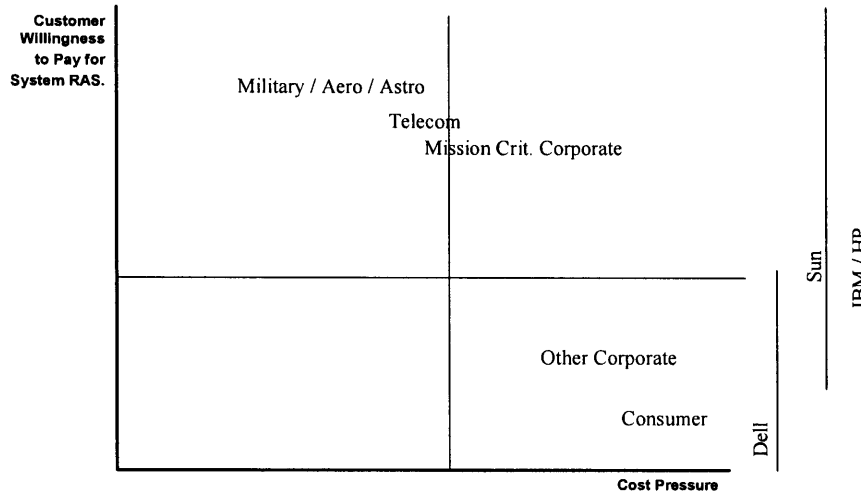 Customer
Willingness
to Pay for
System RAS.
Military / Aero / Astro
Telecom
Mission Crit. Corporate
Sun
IBM / HP
Other Corporate
Consumer
Dell
Cost Pressure